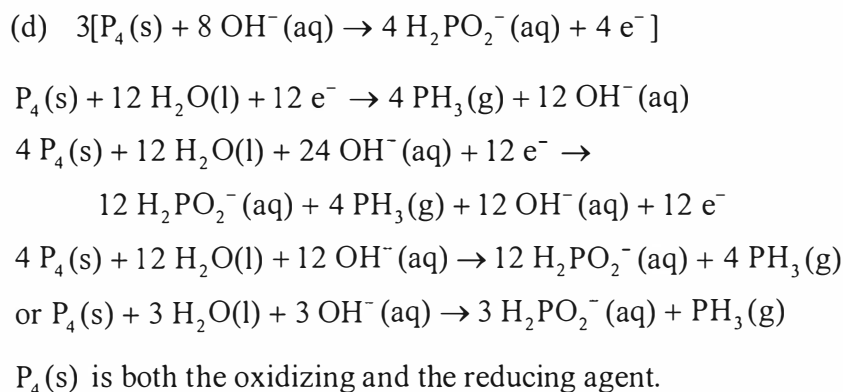 (d) 3[P₄(s) + 8 OH⁻(aq) → 4 H₂PO₂⁻(aq) + 4 e⁻]
P₄(s) + 12 H₂O(l) + 12 e⁻ → 4 PH₃(g) + 12 OH⁻(aq)
4 P₄(s) + 12 H₂O(l) + 24 OH⁻(aq) + 12 e⁻ →
12 H₂PO₂⁻(aq) + 4 PH₃(g) + 12 OH⁻(aq) + 12 e⁻
4 P₄(s) + 12 H₂O(l) + 12 OH⁻(aq) → 12 H₂PO₂⁻(aq) + 4 PH₃(g)
or P₄(s) + 3 H₂O(l) + 3 OH⁻(aq) → 3 H₂PO₂⁻(aq) + PH₃(g)
P₄(s) is both the oxidizing and the reducing agent.